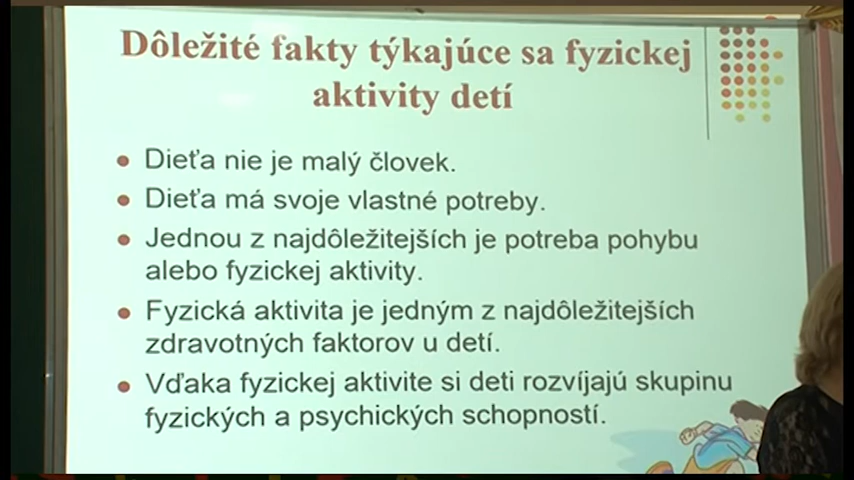 Dôležité fakty týkajúce sa fyzickej
aktivity detí
Dieťa nie je malý človek.
Dieťa má svoje vlastné potreby.
Jednou z najdôležitejších je potreba pohybu
alebo fyzickej aktivity.
Fyzická aktivita je jedným z najdôležitejších
zdravotných faktorov u detí.
Vďaka fyzickej aktivite si deti rozvíjajú skupinu
fyzických a psychických schopností.